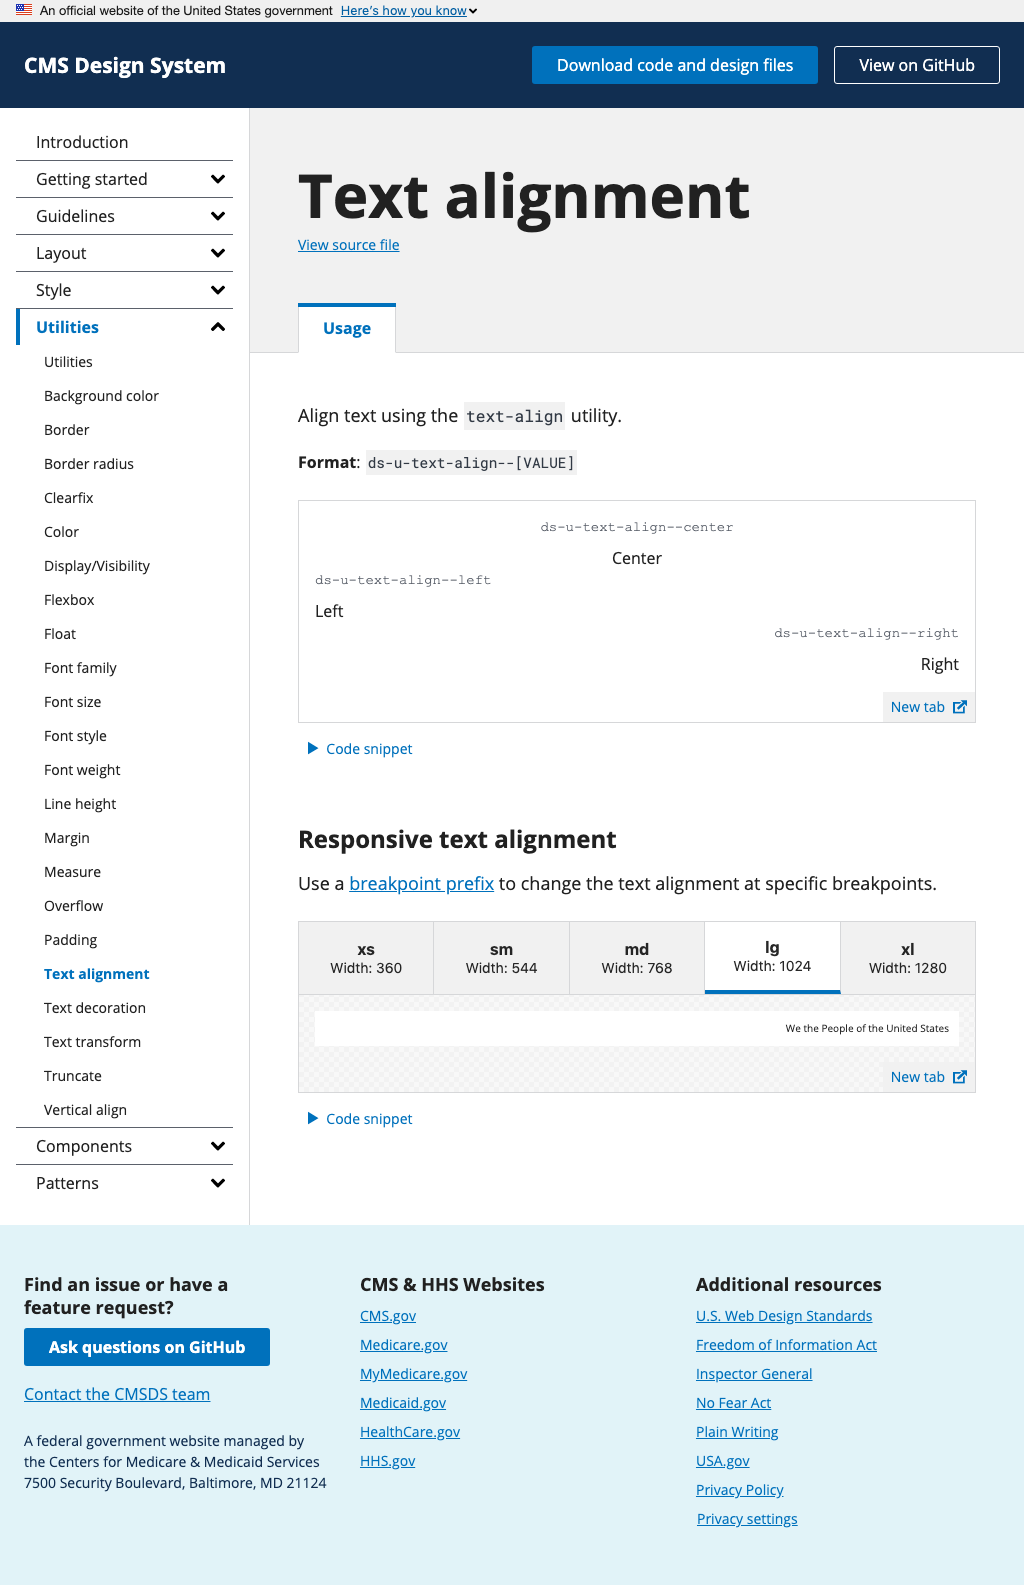 An official website of the United States government Here's how you know
CMS Design System
Download code and design files
View on GitHub
Introduction
Getting started
Guidelines
Layout
Style
Utilities
Utilities
Background color
Border
Border radius
Clearfix
Color
Display/Visibility
Flexbox
Float
Font family
Font size
Font style
Font weight
Line height
Margin
Measure
Overflow
Padding
Text alignment
Text decoration
Text transform
Truncate
Vertical align
Components
Patterns
Text alignment
View source file
Usage
Align text using the text-align utility.
Format: ds-u-text-align--[VALUE]
ds-u-text-align--center
Center
ds-u-text-align--left
Left
ds-u-text-align--right
Right
New tab
Code snippet
Responsive text alignment
Use a breakpoint prefix to change the text alignment at specific breakpoints.
xs
Width: 360
sm
Width: 544
md
Width: 768
lg
Width: 1024
xl
Width: 1280
We the People of the United States
New tab
Code snippet
Find an issue or have a
feature request?
Ask questions on GitHub
Contact the CMSDS team
A federal government website managed by
the Centers for Medicare & Medicaid Services
7500 Security Boulevard, Baltimore, MD 21124
CMS & HHS Websites
CMS.gov
Medicare.gov
MyMedicare.gov
Medicaid.gov
HealthCare.gov
HHS.gov
Additional resources
U.S. Web Design Standards
Freedom of Information Act
Inspector General
No Fear Act
Plain Writing
USA.gov
Privacy Policy
Privacy settings